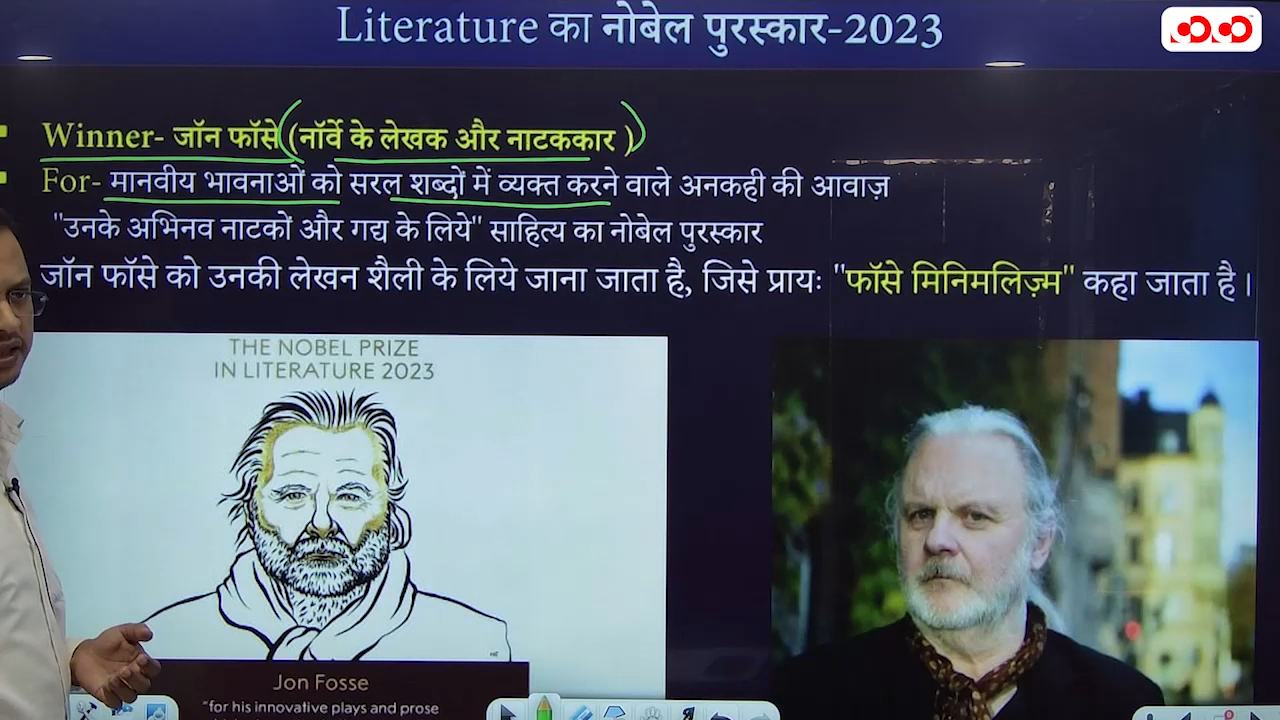 Literature का नोबेल पुरस्कार-2023
Winner- जॉन फॉसे (नॉर्वे के लेखक और नाटककार )
For- मानवीय भावनाओं को सरल शब्दों में व्यक्त करने वाले अनकही की आवाज़
"उनके अभिनव नाटकों और गद्य के लिये" साहित्य का नोबेल पुरस्कार
जॉन फॉसे को उनकी लेखन शैली के लिये जाना जाता है, जिसे प्रायः "फॉसे मिनिमलिज़्म" कहा जाता है।
THE NOBEL PRIZE
IN LITERATURE 2023
Jon Fosse
"for his innovative plays and prose